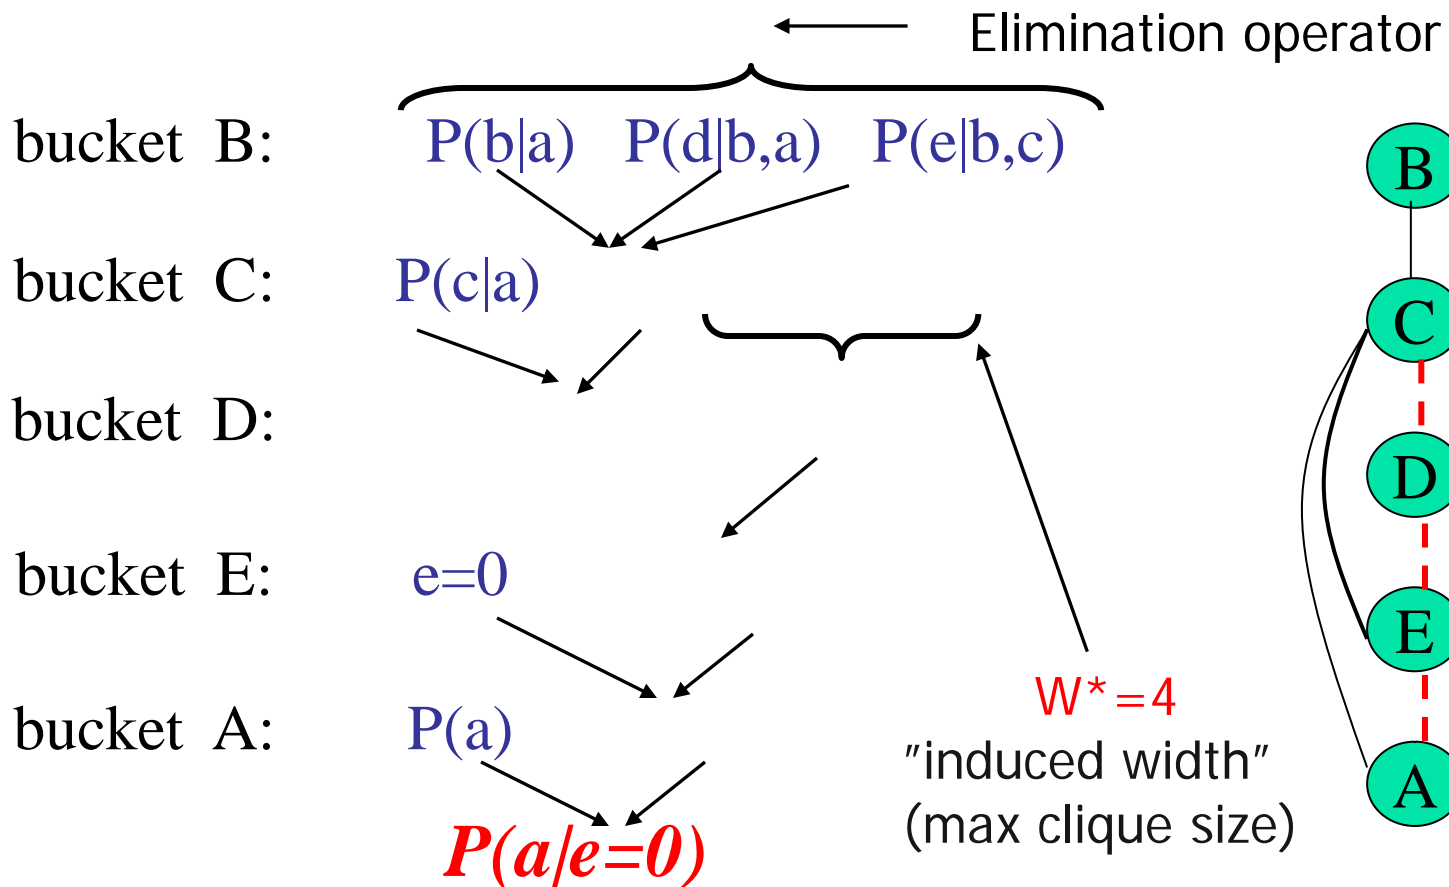 Elimination operator
bucket B: P(b|a) P(d|b,a) P(e|b,c)
B
bucket C: P(c|a)
C
bucket D:
D
bucket E: e=0
E
W*=4
bucket A: P(a)
"induced width"
A
(max clique size)
P(a/e=0)